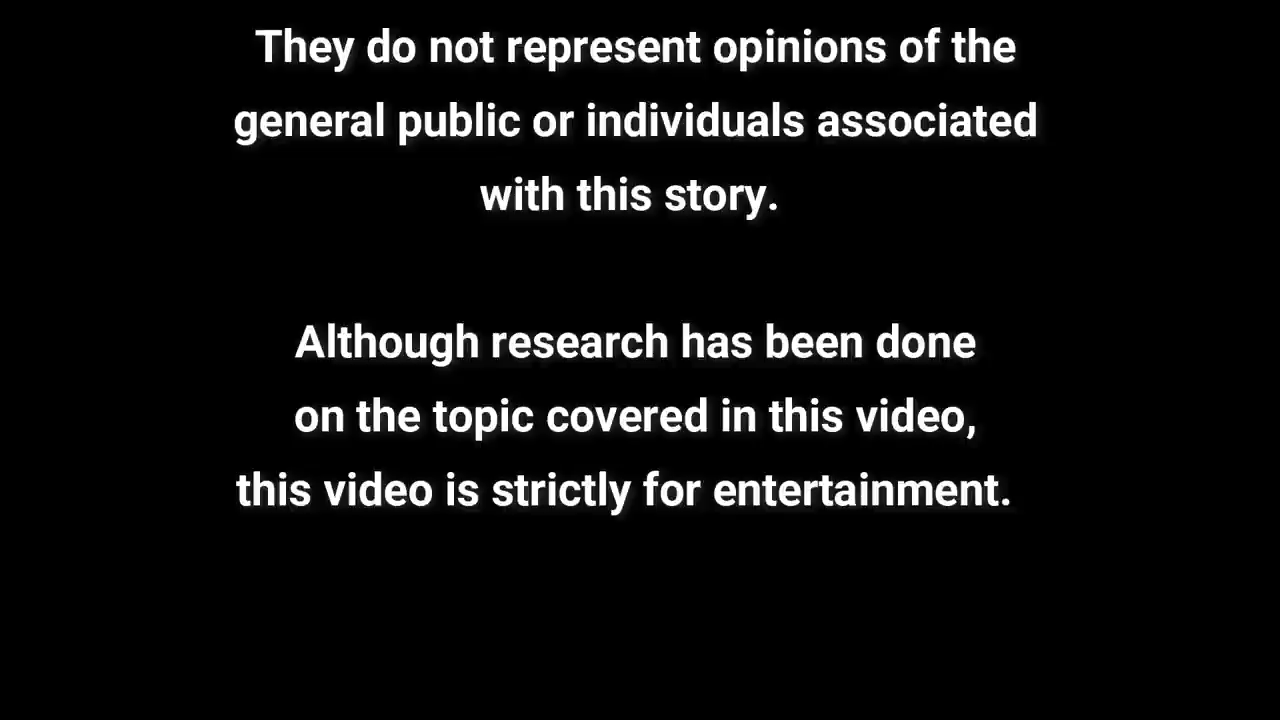 They do not represent opinions of the
general public or individuals associated
with this story.
Although research has been done
on the topic covered in this video,
this video is strictly for entertainment.